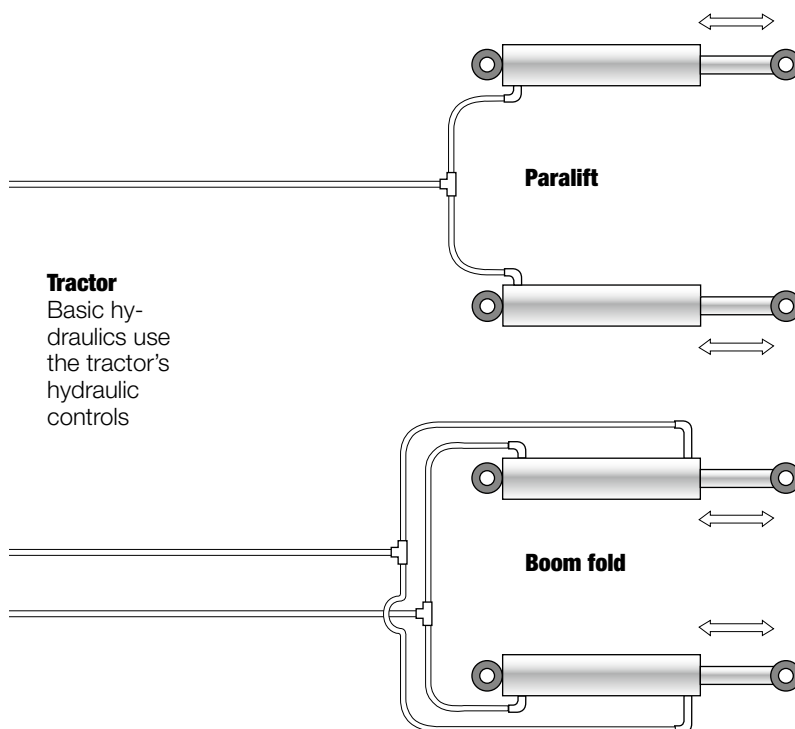 Paralift
Tractor
Basic hy-
draulics use
the tractor’s
hydraulic
controls
Boom fold